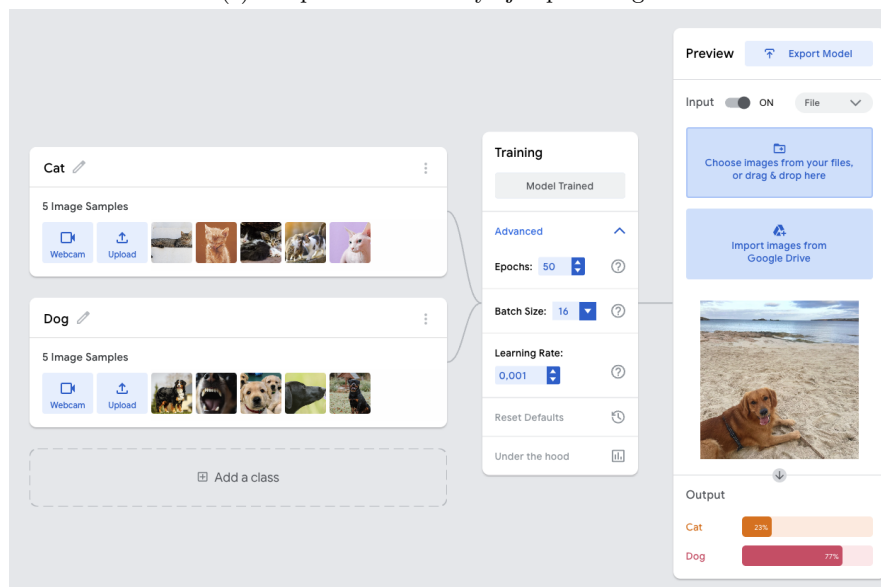 Preview
Export Model
Input
ON
File
Choose images from your files,
or drag & drop here
Import images from
Google Drive
Cat
5 Image Samples
Webcam
Upload
Dog
5 Image Samples
Webcam
Upload
Add a class
Training
Model Trained
Advanced
Epochs: 50
Batch Size: 16
Learning Rate:
0,001
Reset Defaults
Under the hood
Output
Cat 23%
Dog 77%